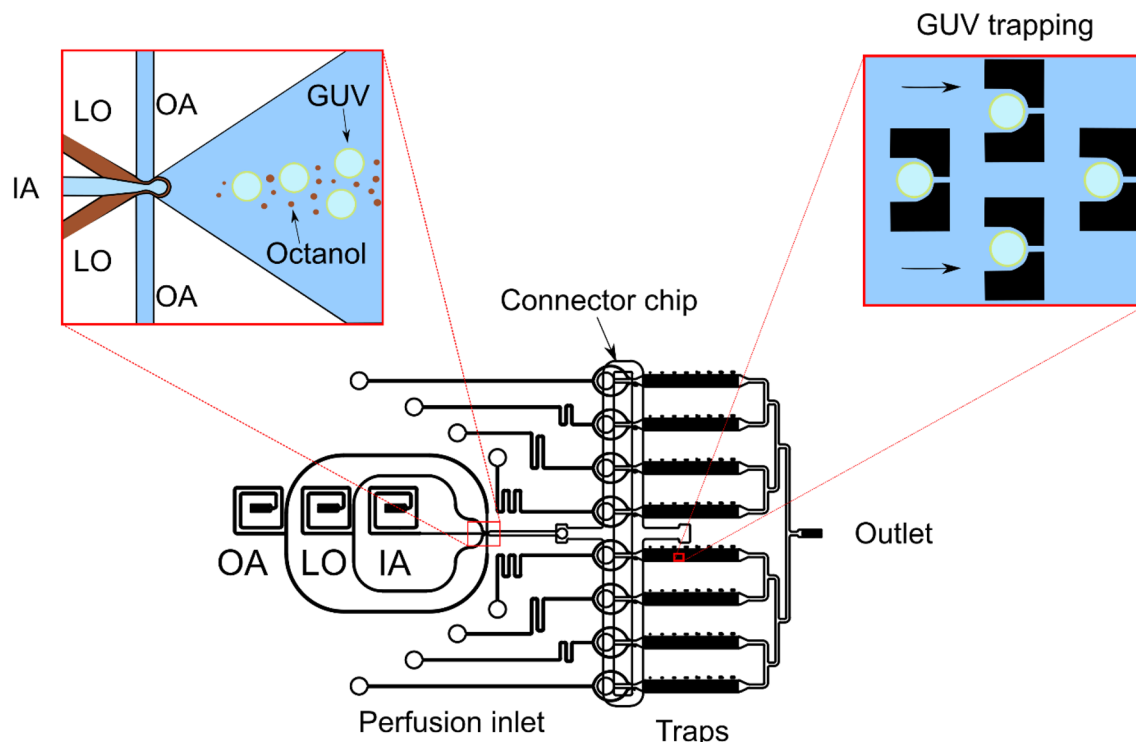 GUV trapping
LO
OA
GUV
IA
Octanol
LO
OA
Connector chip
OA
LO
IA
Outlet
Perfusion inlet
Traps